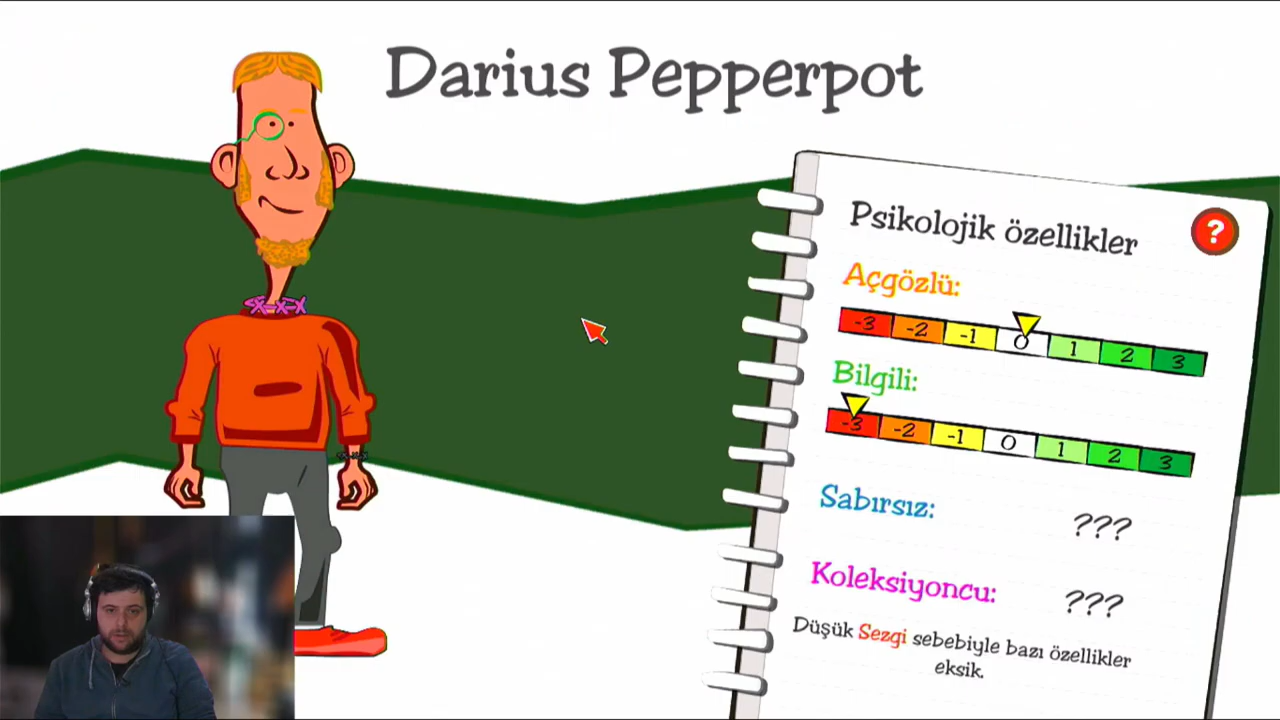 Darius Pepperpot
Psikolojik özellikler
?
Açgözlü:
-3 -2 -1 0 1 2 3
Bilgili:
-3 -2 -1 0 1 2 3
Sabırsız: ???
Koleksiyoncu: ???
Düşük Sezgi sebebiyle bazı özellikler
eksik.